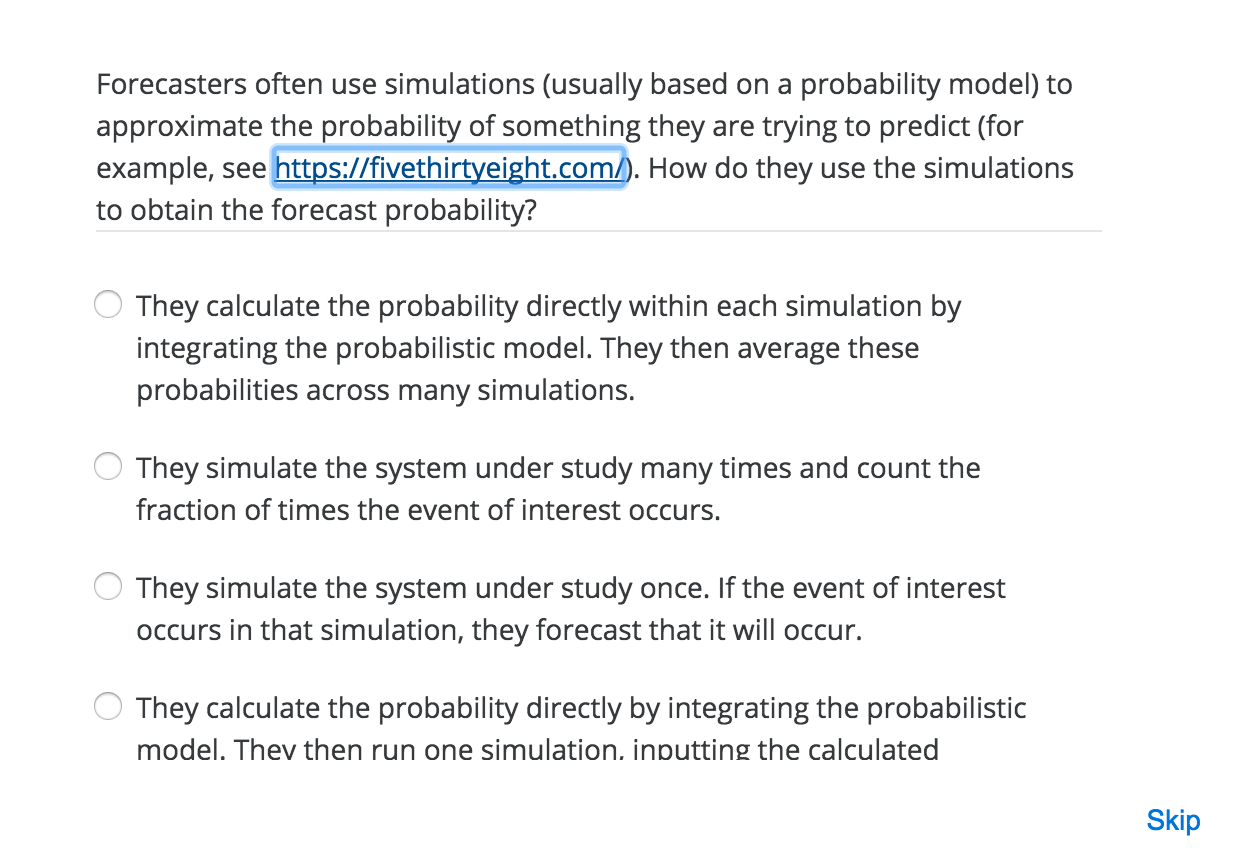 Forecasters often use simulations (usually based on a probability model) to
approximate the probability of something they are trying to predict (for
example, see https://fivethirtyeight.com/). How do they use the simulations
to obtain the forecast probability?
They calculate the probability directly within each simulation by
integrating the probabilistic model. They then average these
probabilities across many simulations.
They simulate the system under study many times and count the
fraction of times the event of interest occurs.
They simulate the system under study once. If the event of interest
occurs in that simulation, they forecast that it will occur.
They calculate the probability directly by integrating the probabilistic
model. They then run one simulation, inputting the calculated
Skip